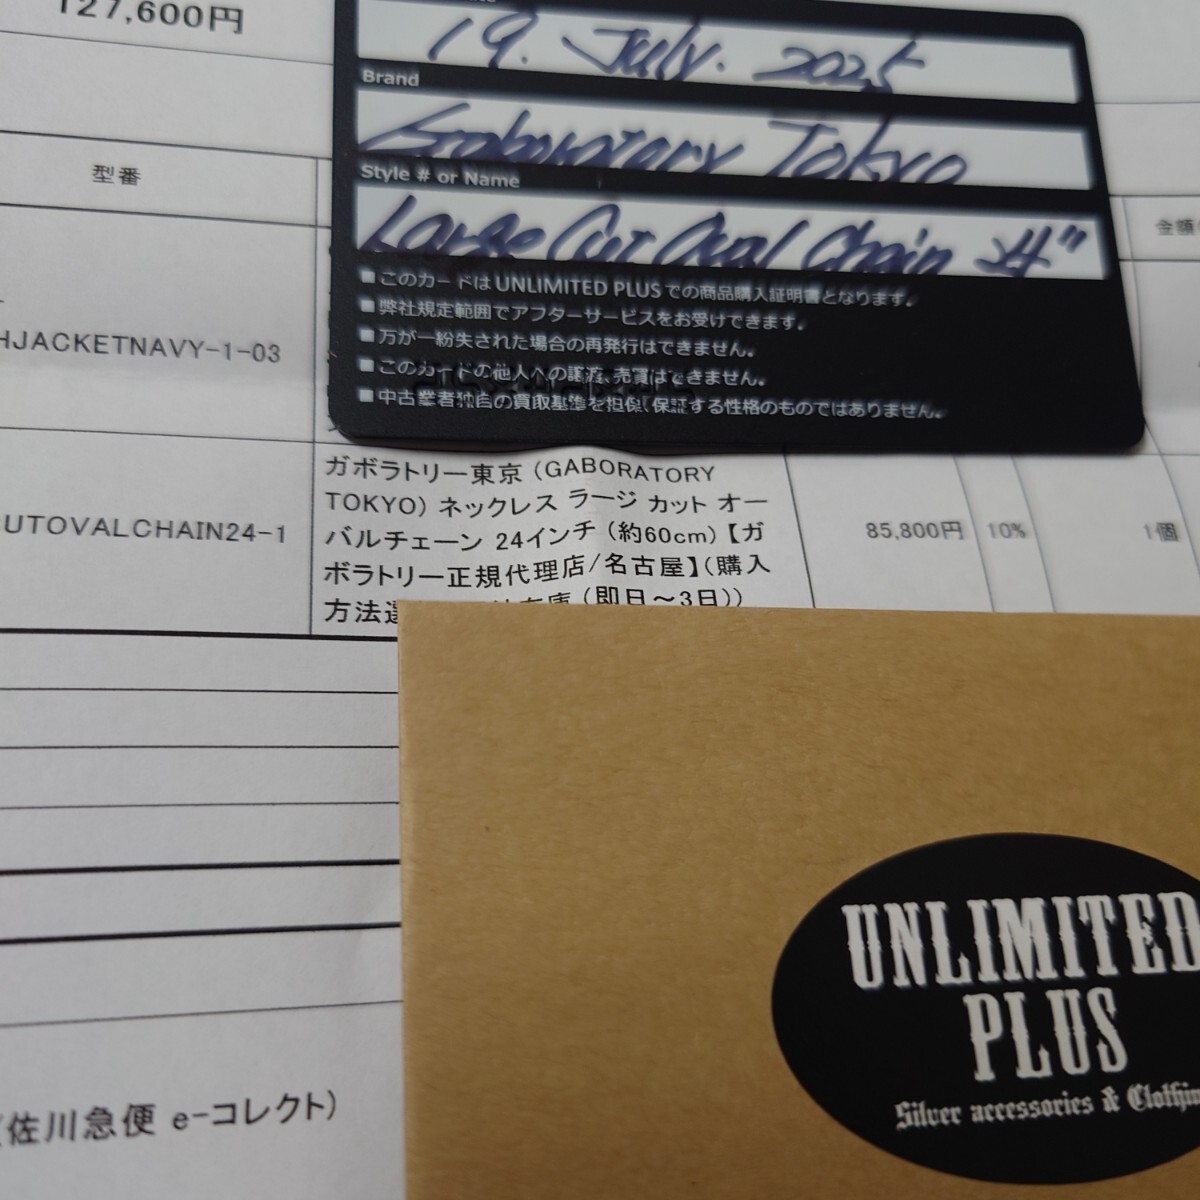 127,600円
19. July. 2025
Brand
Gaboratory Tokyo
Style # or Name
Large Cut Oval Chain 24"
■このカードはUNLIMITED PLUSでの商品購入証明書となります。
■弊社規定範囲でアフターサービスをお受けできます。
■万が一紛失された場合の再発行はできません。
■このカードの他人への譲渡、売買はできません。
■中古業者独自の買取基準を担保、保証する性格のものではありません。
型番
金額
HJACKETNAVY-1-03
UTOVALCHAIN24-1
ガボラトリー東京 (GABORATORY
TOKYO) ネックレス ラージ カット オー
バルチェーン 24インチ (約60cm)【ガ
ボラトリー正規代理店/名古屋】(購入
方法 在庫 (即日～3日))
85,800円
10%
1個
(佐川急便 e-コレクト)
UNLIMITED
PLUS
Silver accessories & Clothin